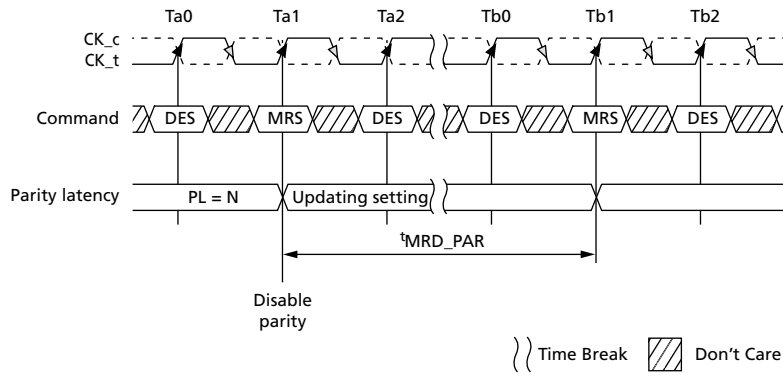 Ta0 Ta1 Ta2 Tb0 Tb1 Tb2
CK_c
CK_t
Command DES MRS DES DES MRS DES
Parity latency PL = N Updating setting
tMRD_PAR
Disable
parity
Time Break Don't Care